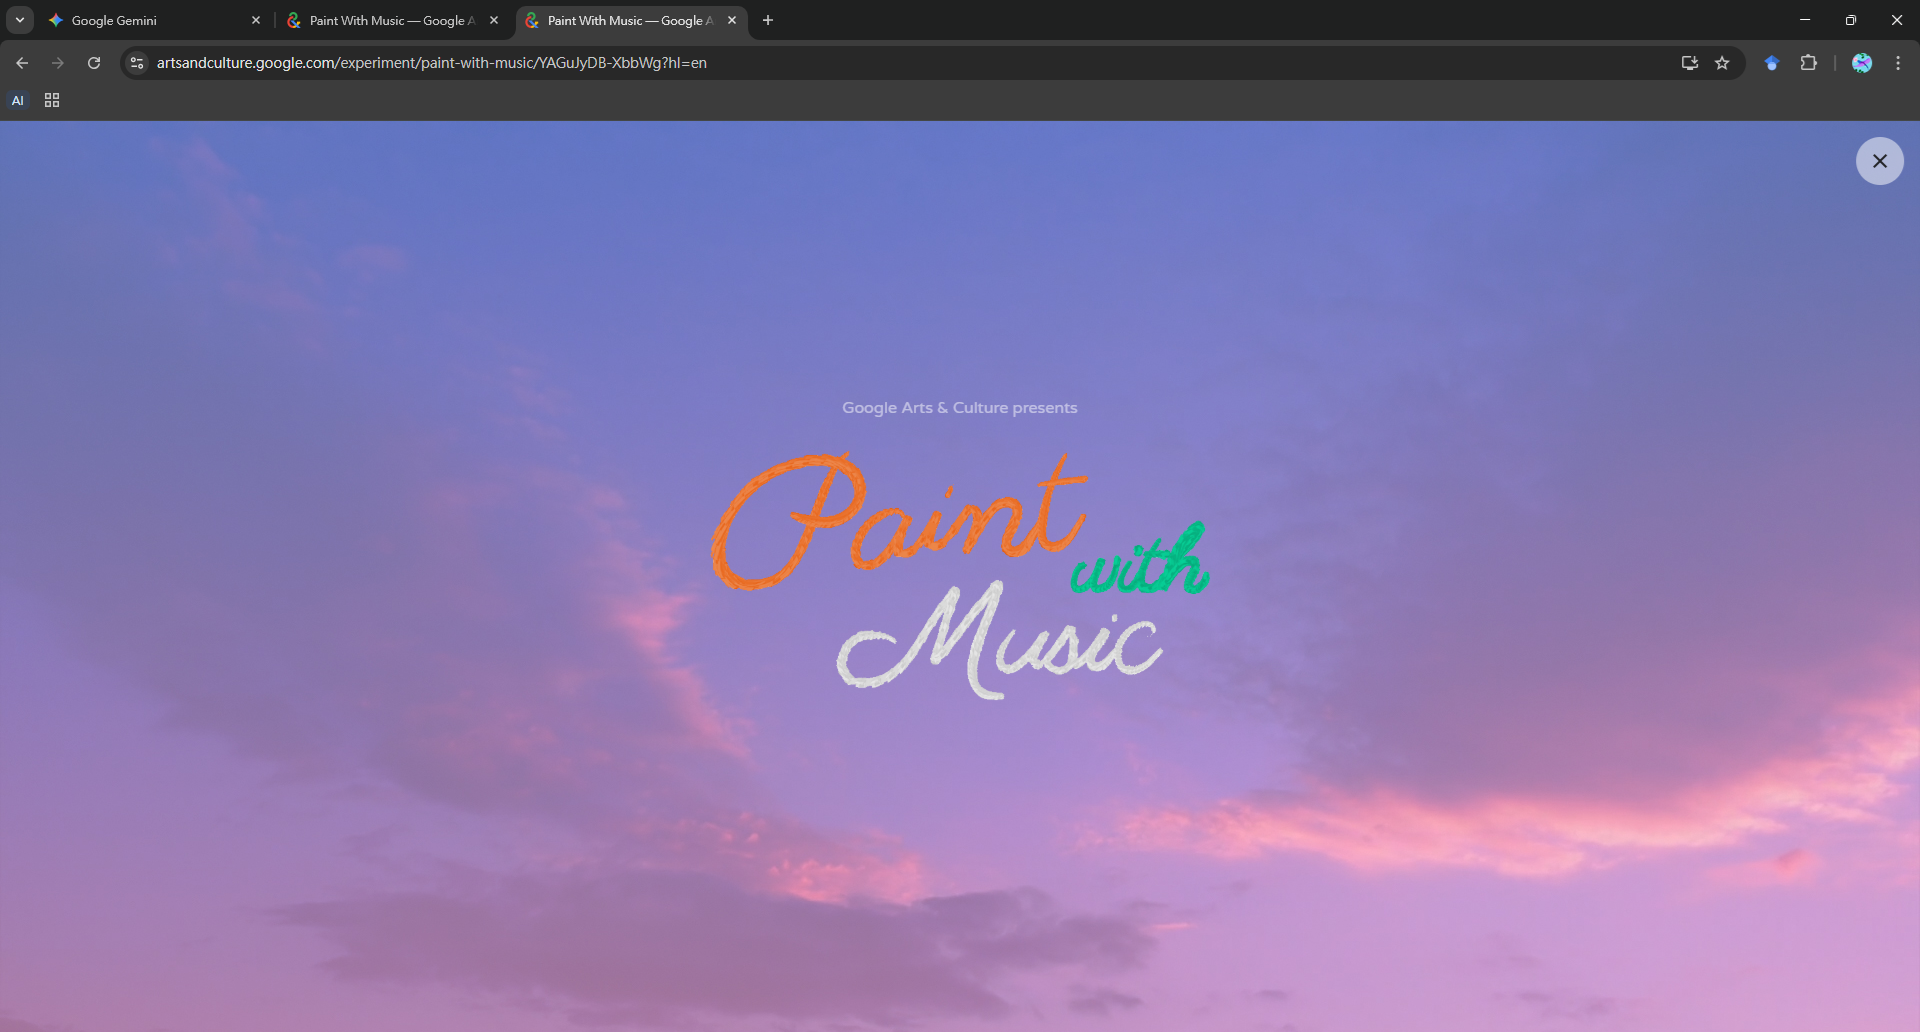 Google Gemini
Paint With Music — Google A
Paint With Music — Google A
artsandculture.google.com/experiment/paint-with-music/YAGuJyDB-XbbWg?hl=en
AI
Google Arts & Culture presents
Paint
with
Music